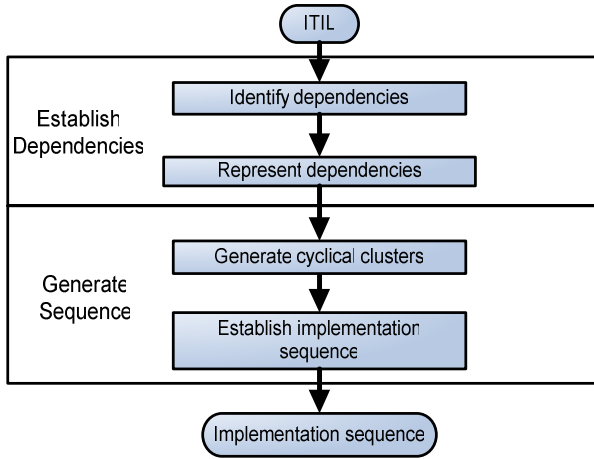 ITIL
Establish
Dependencies
Identify dependencies
Represent dependencies
Generate
Sequence
Generate cyclical clusters
Establish implementation
sequence
Implementation sequence